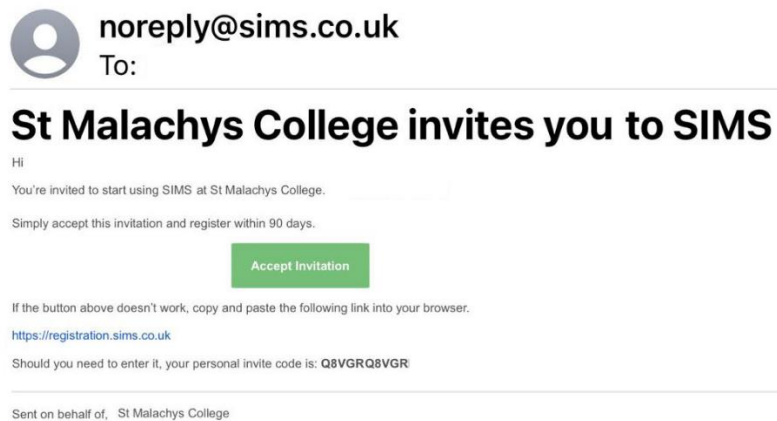 noreply@sims.co.uk
To:
St Malachys College invites you to SIMS
Hi
You're invited to start using SIMS at St Malachys College.
Simply accept this invitation and register within 90 days.
Accept Invitation
If the button above doesn't work, copy and paste the following link into your browser.
https://registration.sims.co.uk
Should you need to enter it, your personal invite code is: Q8VGRQ8VGR
Sent on behalf of, St Malachys College